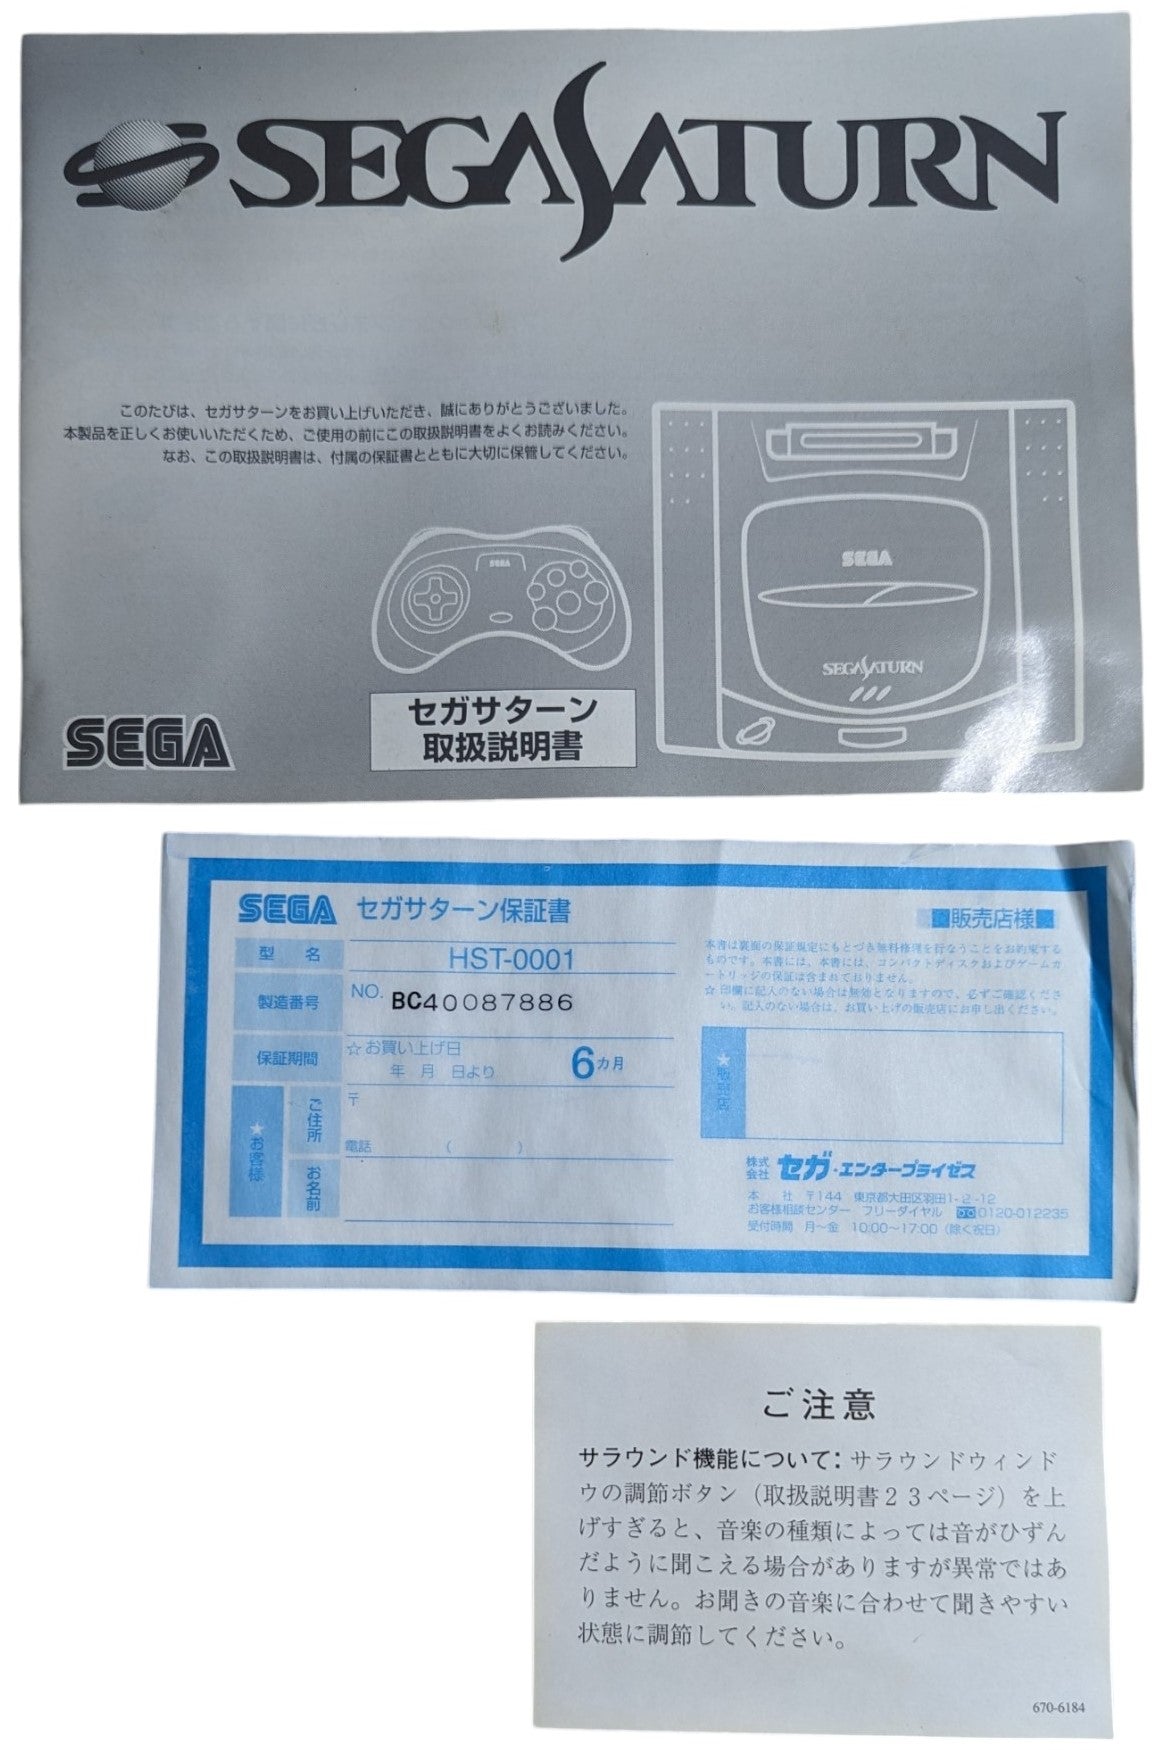 SEGASATURN
このたびは、セガサターンをお買い上げいただき、誠にありがとうございました。
本製品を正しくお使いいただくため、ご使用の前にこの取扱説明書をよくお読みください。
なお、この取扱説明書は、付属の保証書とともに大切に保管してください。
SEGA
SEGA
SEGASATURN
SEGA
セガサターン
取扱説明書
SEGA セガサターン保証書
■販売店様■
型名 HST-0001
製造番号 NO. BC40087886
保証期間 ☆お買い上げ日
年 月 日より 6カ月
★お客様
ご住所 〒
電話 ( )
お名前
本書は裏面の保証規定にもとづき無料修理を行なうことをお約束する
ものです。本書には、本書には、コンパクトディスクおよびゲームカ
ートリッジの保証は含まれておりません。
☆印欄に記入のない場合は無効となりますので、必ずご確認くださ
い。記入のない場合は、お買い上げの販売店にお申し出ください。
★販売店
株式会社 セガ・エンタープライゼス
本 社 〒144 東京都大田区羽田1-2-12
お客様相談センター フリーダイヤル 0120-012235
受付時間 月〜金 10:00〜17:00 (除く祝日)
ご注意
サラウンド機能について: サラウンドウィンド
ウの調節ボタン（取扱説明書23ページ）を上
げすぎると、音楽の種類によっては音がひずん
だように聞こえる場合がありますが異常ではあ
りません。お聞きの音楽に合わせて聞きやすい
状態に調節してください。
670-6184